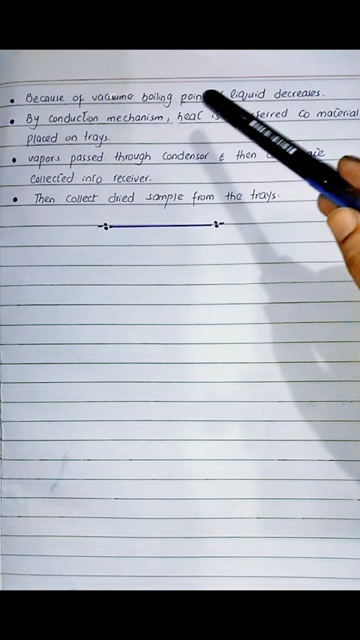 Because of vacuume boiling point liquid decreases.
By conduction mechanism, heat is ferred to material
placed on trays.
vapors passed through Condensor & then
Collected into receiver.
Then Collect dried sample from the trays.